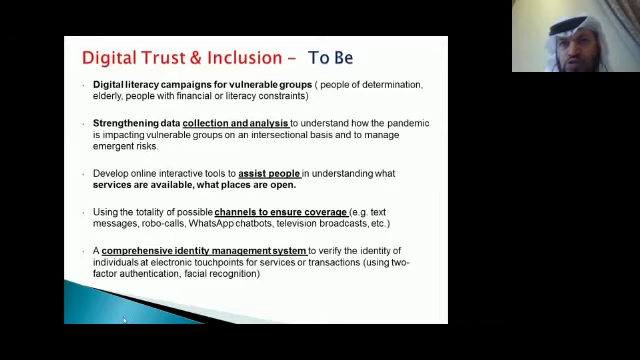 Digital Trust & Inclusion – To Be
Digital literacy campaigns for vulnerable groups ( people of determination,
elderly, people with financial or literacy constraints)
Strengthening data collection and analysis to understand how the pandemic
is impacting vulnerable groups on an intersectional basis and to manage
emergent risks.
Develop online interactive tools to assist people in understanding what
services are available, what places are open.
Using the totality of possible channels to ensure coverage (e.g. text
messages, robo-calls, WhatsApp chatbots, television broadcasts, etc.)
A comprehensive identity management system to verify the identity of
individuals at electronic touchpoints for services or transactions (using two-
factor authentication, facial recognition)